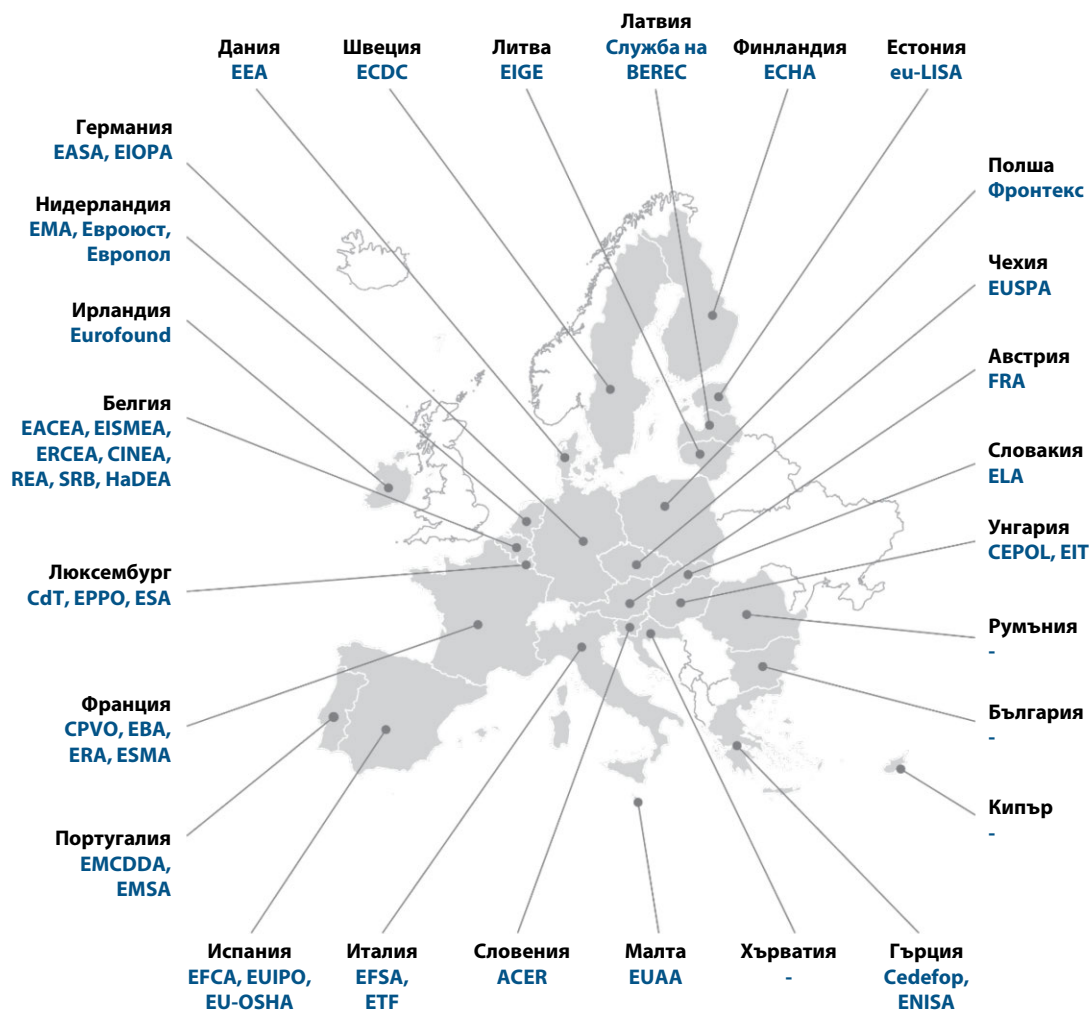 Дания
EEA
Швеция
ECDC
Литва
EIGE
Латвия
Служба на
BEREC
Финландия
ECHA
Естония
eu-LISA
Германия
EASA, EIOPA
Нидерландия
EMA, Евроюст,
Европол
Ирландия
Eurofound
Белгия
EACEA, EISMEA,
ERCEA, CINEA,
REA, SRB, HaDEA
Люксембург
CdT, EPPO, ESA
Франция
CPVO, EBA,
ERA, ESMA
Португалия
EMCDDA,
EMSA
Полша
Фронтекс
Чехия
EUSPA
Австрия
FRA
Словакия
ELA
Унгария
CEPOL, EIT
Румъния
-
България
-
Кипър
-
Испания
EFCA, EUIPO,
EU-OSHA
Италия
EFSA,
ETF
Словения
ACER
Малта
EUAA
Хърватия
-
Гърция
Cedefop,
ENISA